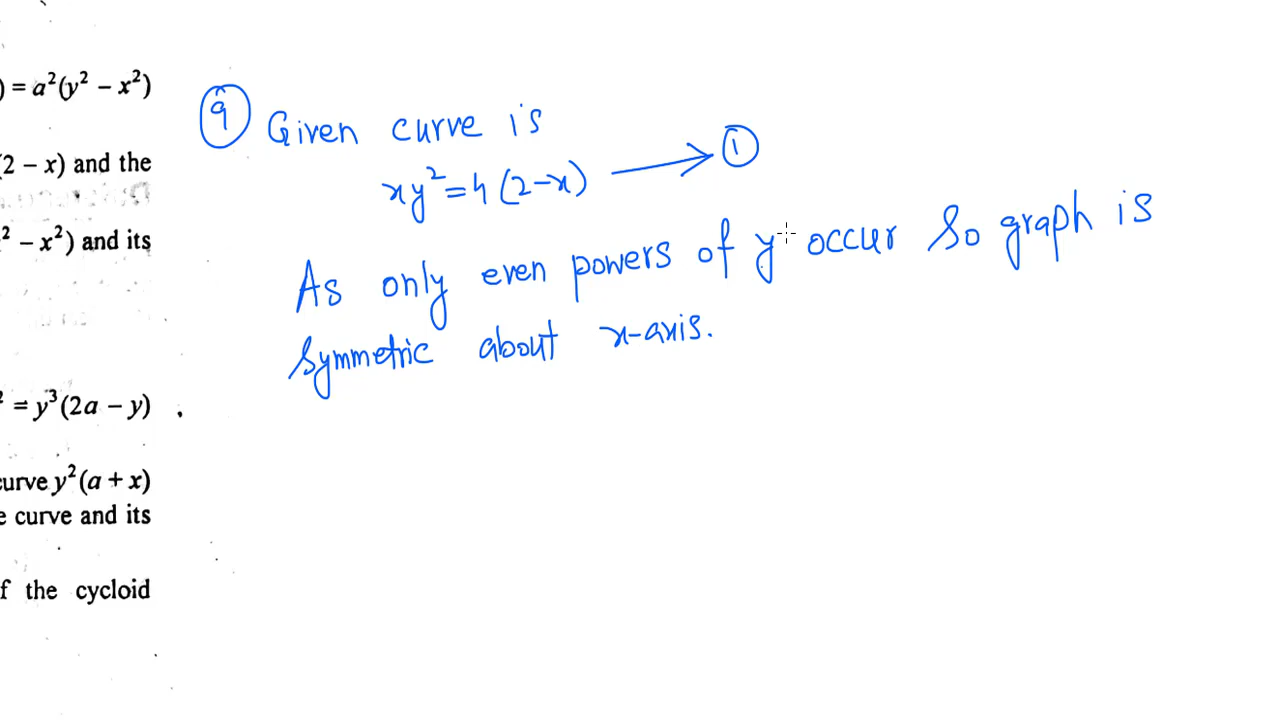 ) = a²(y² − x²)
(2 − x) and the
² − x²) and its
² = y³(2a − y)
curve y²(a + x)
e curve and its
f the cycloid
9 Given curve is
xy² = 4(2−x) ⟶ 1
As only even powers of y occur so graph is
symmetric about x-axis.